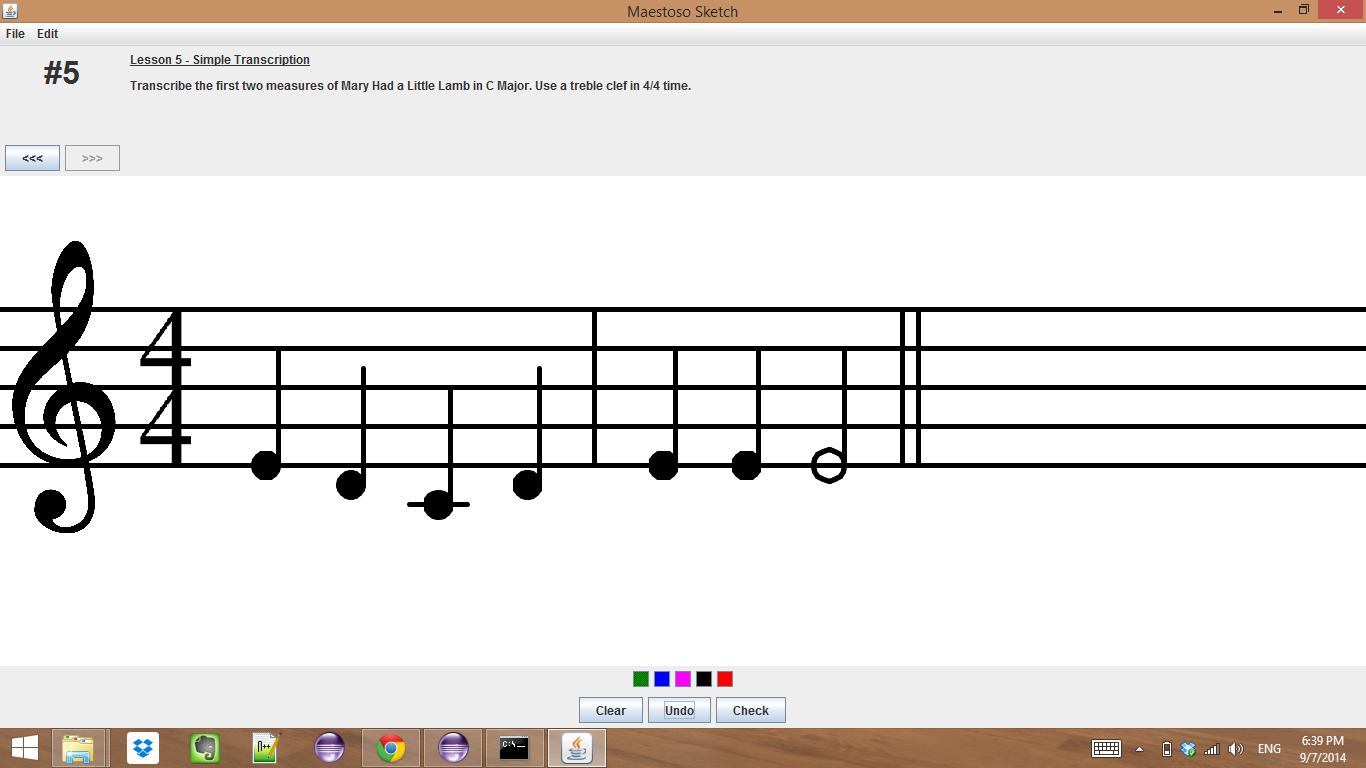 Maestoso Sketch
File Edit
#5
Lesson 5 - Simple Transcription
Transcribe the first two measures of Mary Had a Little Lamb in C Major. Use a treble clef in 4/4 time.
<<< >>>
4
4
Clear Undo Check
C:\_
ENG
6:39 PM
9/7/2014